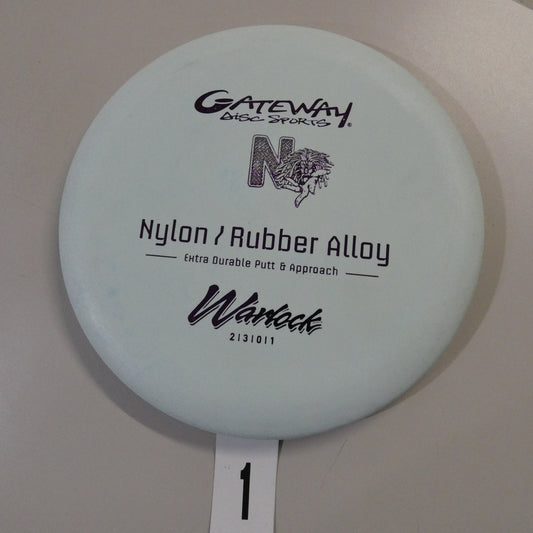 GATEWAY®
DISC SPORTS
N
Nylon / Rubber Alloy
Extra Durable Putt & Approach
Warlock
2|3|0|1
1